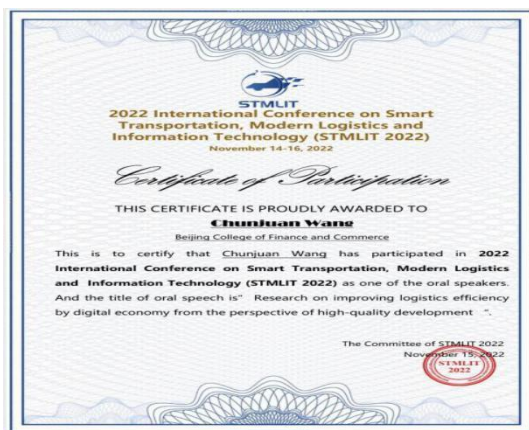 STMLIT
2022 International Conference on Smart
Transportation, Modern Logistics and
Information Technology (STMLIT 2022)
November 14-16, 2022
Certificate of Participation
THIS CERTIFICATE IS PROUDLY AWARDED TO
Chunjuan Wang
Beijing College of Finance and Commerce
This is to certify that Chunjuan Wang has participated in 2022
International Conference on Smart Transportation, Modern Logistics
and Information Technology (STMLIT 2022) as one of the oral speakers.
And the title of oral speech is" Research on improving logistics efficiency
by digital economy from the perspective of high-quality development ".
The Committee of STMLIT 2022
November 15, 2022
STMLIT
2022